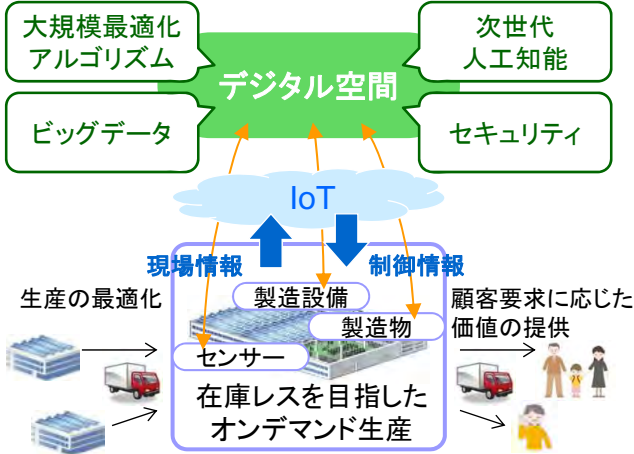 大規模最適化
アルゴリズム
次世代
人工知能
デジタル空間
ビッグデータ
セキュリティ
IoT
現場情報
制御情報
生産の最適化
製造設備
顧客要求に応じた
価値の提供
製造物
センサー
在庫レスを目指した
オンデマンド生産